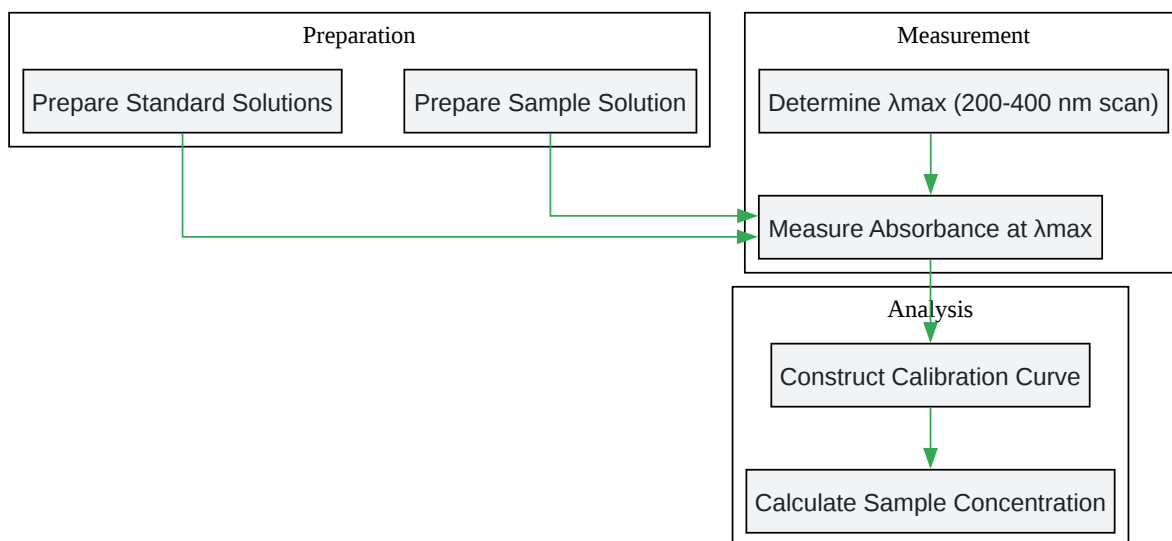 Preparation
Prepare Standard Solutions
Prepare Sample Solution
Measurement
Determine λmax (200-400 nm scan)
Measure Absorbance at λmax
Analysis
Construct Calibration Curve
Calculate Sample Concentration